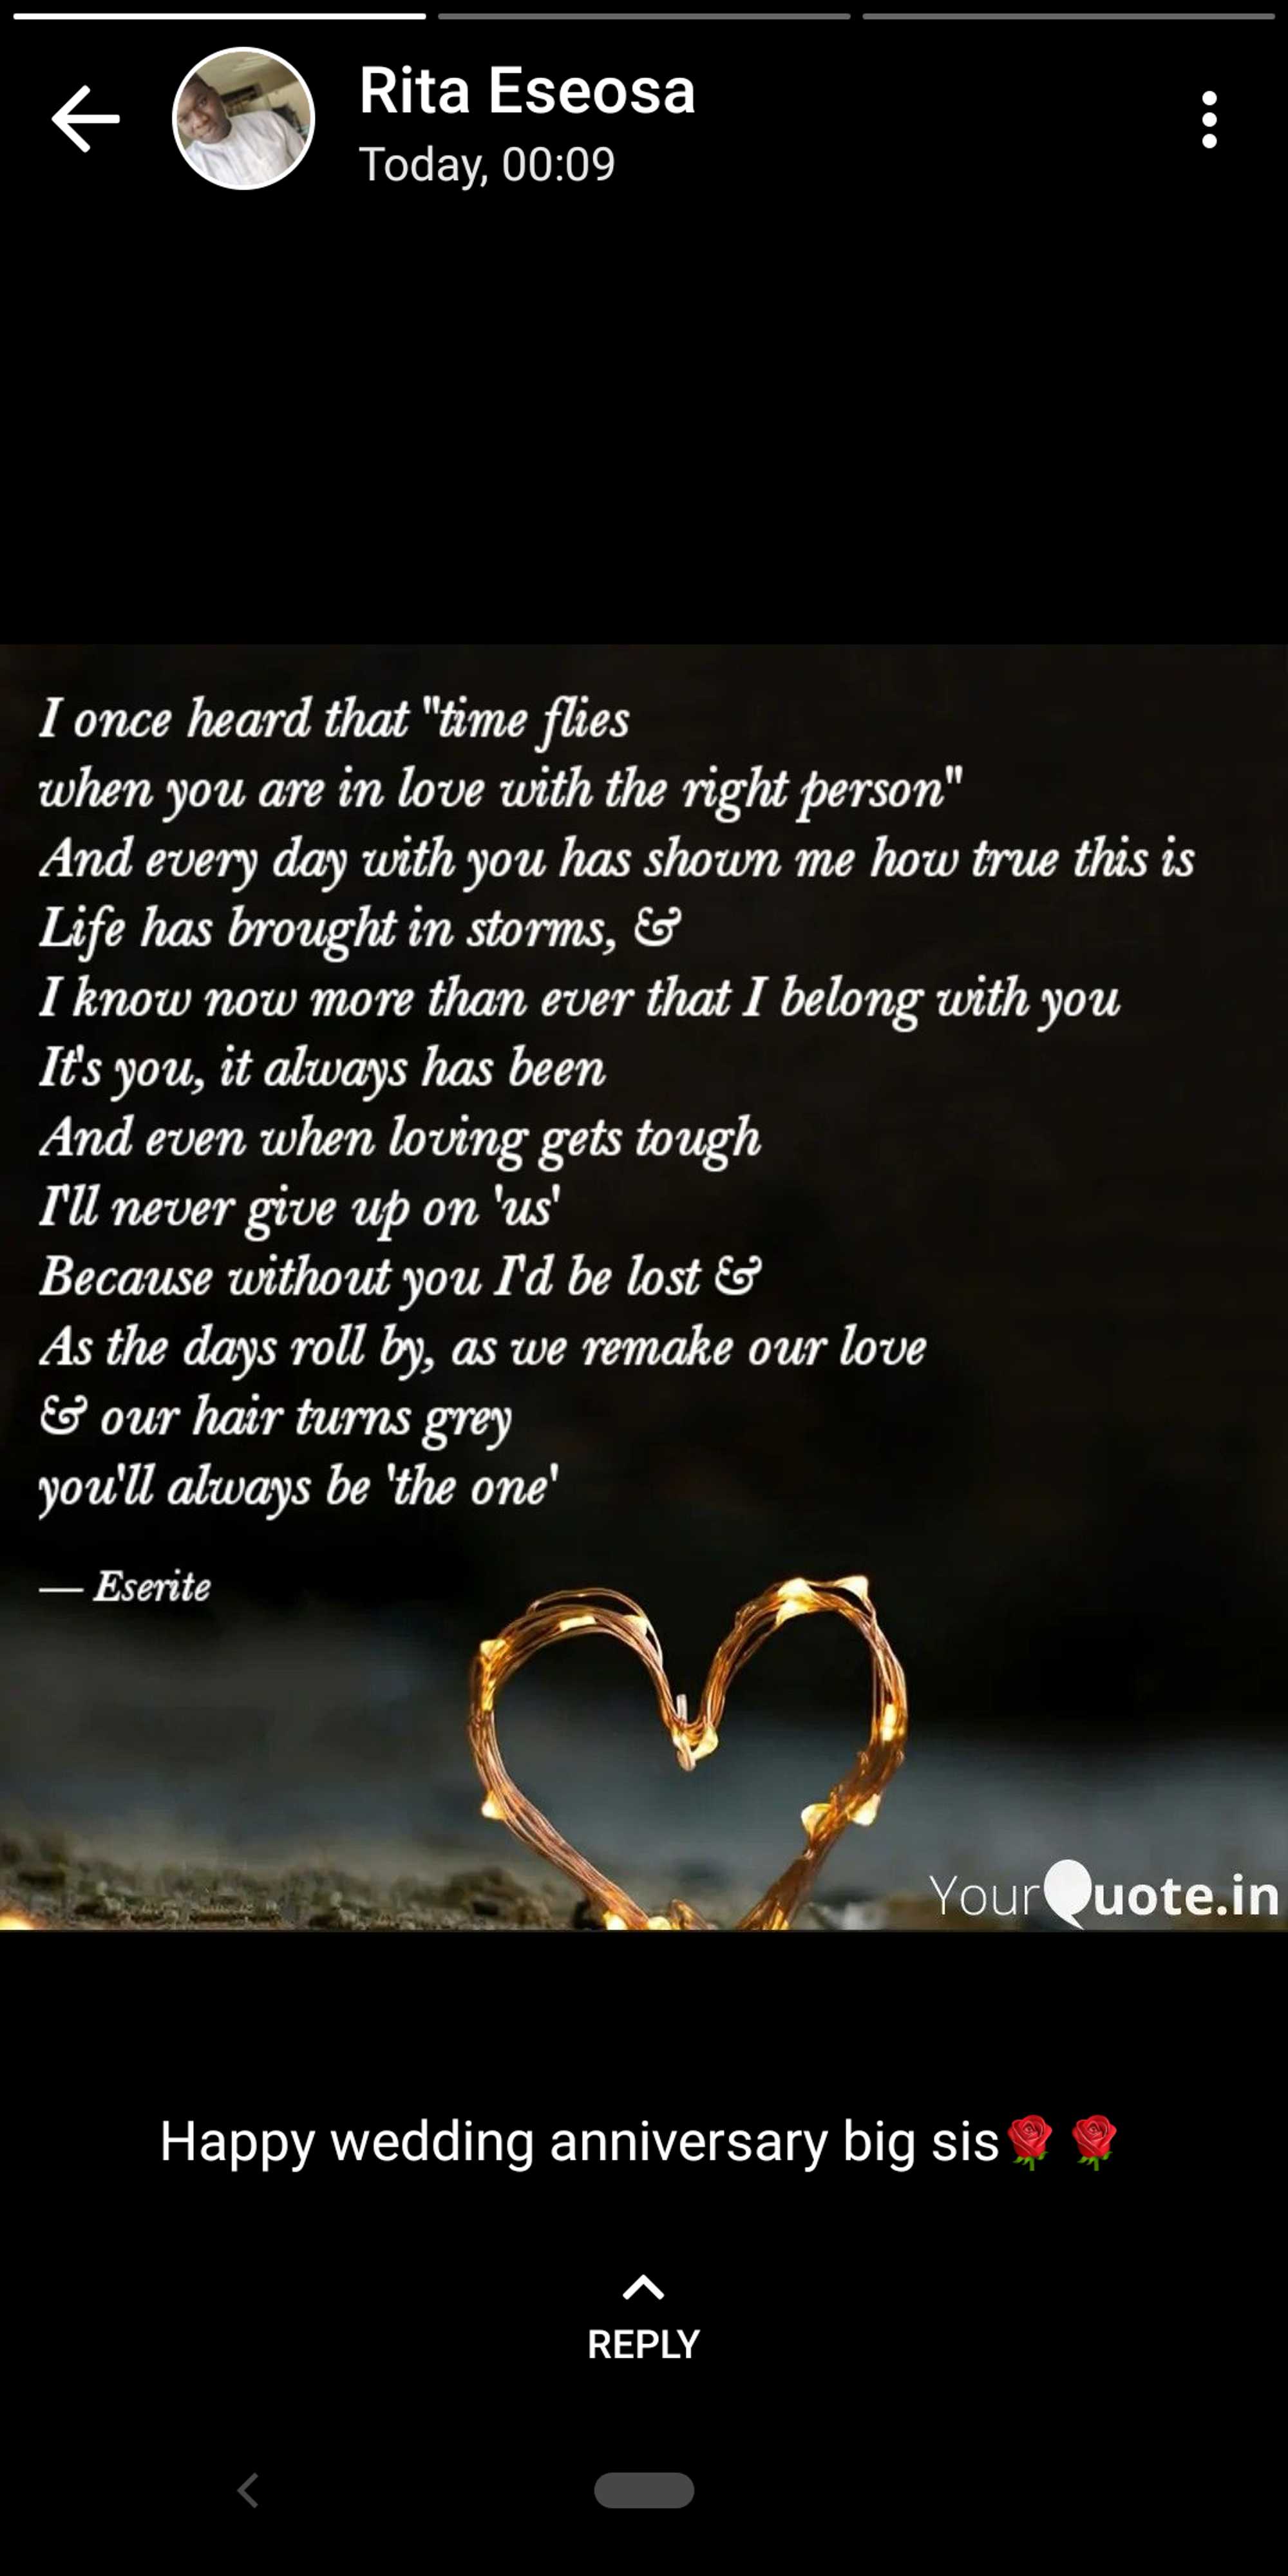 Rita Eseosa
Today, 00:09
I once heard that "time flies
when you are in love with the right person"
And every day with you has shown me how true this is
Life has brought in storms, &
I know now more than ever that I belong with you
It's you, it always has been
And even when loving gets tough
I'll never give up on 'us'
Because without you I'd be lost &
As the days roll by, as we remake our love
& our hair turns grey
you'll always be 'the one'
— Eserite
YourQuote.in
Happy wedding anniversary big sis🌹 🌹
REPLY